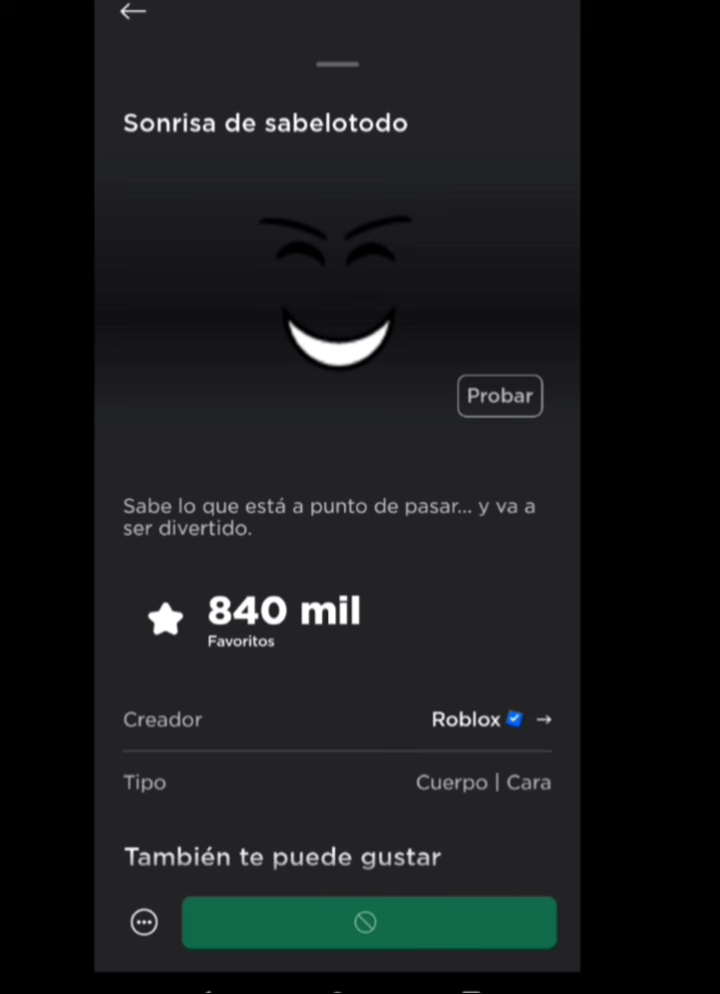 Sonrisa de sabelotodo
Probar
Sabe lo que está a punto de pasar... y va a
ser divertido.
840 mil
Favoritos
Creador
Roblox
Tipo
Cuerpo | Cara
También te puede gustar